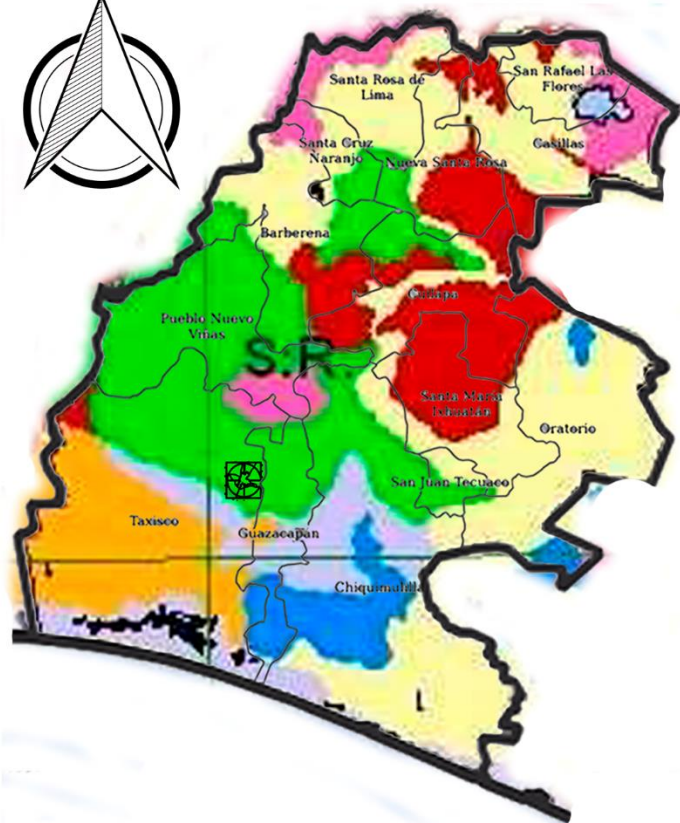 Santa Rosa de
Lima
San Rafael Las
Flores
Santa Cruz
Naranjo
Nueva Santa Rosa
Casillas
Barberena
Cuilapa
Pueblo Nuevo
Viñas
S.R.
Santa María
Ixhuatán
Oratorio
San Juan Tecuaco
Taxisco
Guazacapán
Chiquimulilla